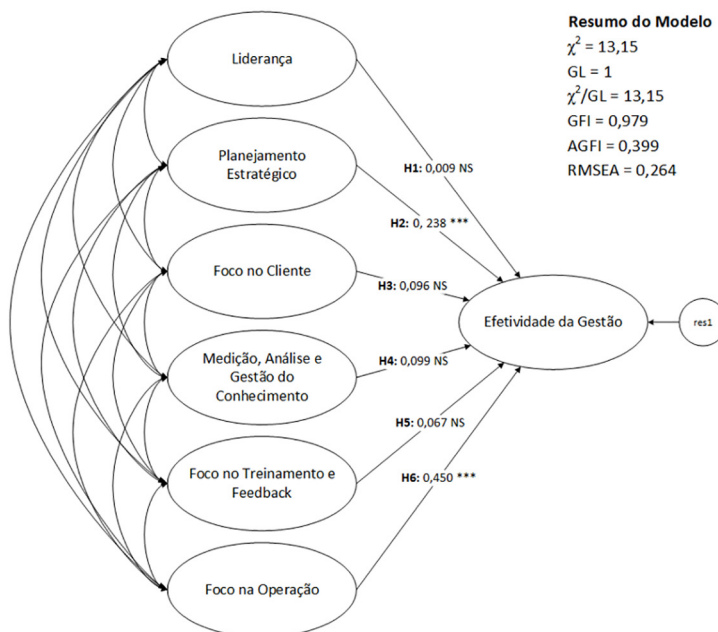 Resumo do Modelo
χ² = 13,15
GL = 1
χ²/GL = 13,15
GFI = 0,979
AGFI = 0,399
RMSEA = 0,264
Liderança
Planejamento
Estratégico
Foco no Cliente
Medição, Análise e
Gestão do
Conhecimento
Foco no Treinamento e
Feedback
Foco na Operação
H1: 0,009 NS
H2: 0, 238 ***
H3: 0,096 NS
H4: 0,099 NS
H5: 0,067 NS
H6: 0,450 ***
Efetividade da Gestão
res1